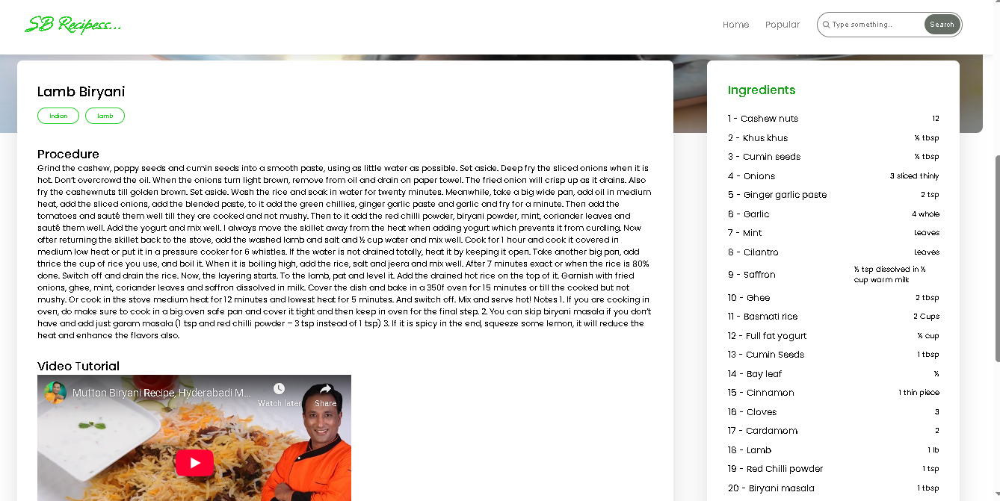 SB Recipess...
Home
Popular
Type something..
Search
Lamb Biryani
Indian
Lamb
Procedure
Grind the cashew, poppy seeds and cumin seeds into a smooth paste, using as little water as possible. Set aside. Deep fry the sliced onions when it is
hot. Don't overcrowd the oil. When the onions turn light brown, remove from oil and drain on paper towel. The fried onion will crisp up as it drains. Also
fry the cashewnuts till golden brown. Set aside. Wash the rice and soak in water for twenty minutes. Meanwhile, take a big wide pan, add oil in medium
heat, add the sliced onions, add the blended paste, to it add the green chillies, ginger garlic paste and garlic and fry for a minute. Then add the
tomatoes and sauté them well till they are cooked and not mushy. Then to it add the red chilli powder, biryani powder, mint, coriander leaves and
sauté them well. Add the yogurt and mix well. I always move the skillet away from the heat when adding yogurt which prevents it from curdling. Now
after returning the skillet back to the stove, add the washed lamb and salt and ½ cup water and mix well. Cook for 1 hour and cook it covered in
medium low heat or put it in a pressure cooker for 6 whistles. If the water is not drained totally, heat it by keeping it open. Take another big pan, add
thrice the cup of rice you use, and boil it. When it is boiling high, add the rice, salt and jeera and mix well. After 7 minutes exact or when the rice is 80%
done. Switch off and drain the rice. Now, the layering starts. To the lamb, pat and level it. Add the drained hot rice on the top of it. Garnish with fried
onions, ghee, mint, coriander leaves and saffron dissolved in milk. Cover the dish and bake in a 350f oven for 15 minutes or till the cooked but not
mushy. Or cook in the stove medium heat for 12 minutes and lowest heat for 5 minutes. And switch off. Mix and serve hot! Notes 1. If you are cooking in
oven, do make sure to cook in a big oven safe pan and cover it tight and then keep in oven for the final step. 2. You can skip biryani masala if you don't
have and add just garam masala (1 tsp and red chilli powder – 3 tsp instead of 1 tsp) 3. If it is spicy in the end, squeeze some lemon, it will reduce the
heat and enhance the flavors also.
Video Tutorial
Mutton Biryani Recipe, Hyderabadi M...
Watch later
Share
Ingredients
1 - Cashew nuts 12
2 - Khus khus ½ tbsp
3 - Cumin seeds ½ tbsp
4 - Onions 3 sliced thinly
5 - Ginger garlic paste 2 tsp
6 - Garlic 4 whole
7 - Mint Leaves
8 - Cilantro Leaves
9 - Saffron ½ tsp dissolved in ½
cup warm milk
10 - Ghee 2 tbsp
11 - Basmati rice 2 Cups
12 - Full fat yogurt ½ cup
13 - Cumin Seeds 1 tbsp
14 - Bay leaf ½
15 - Cinnamon 1 thin piece
16 - Cloves 3
17 - Cardamom 2
18 - Lamb 1 lb
19 - Red Chilli powder 1 tsp
20 - Biryani masala 1 tbsp